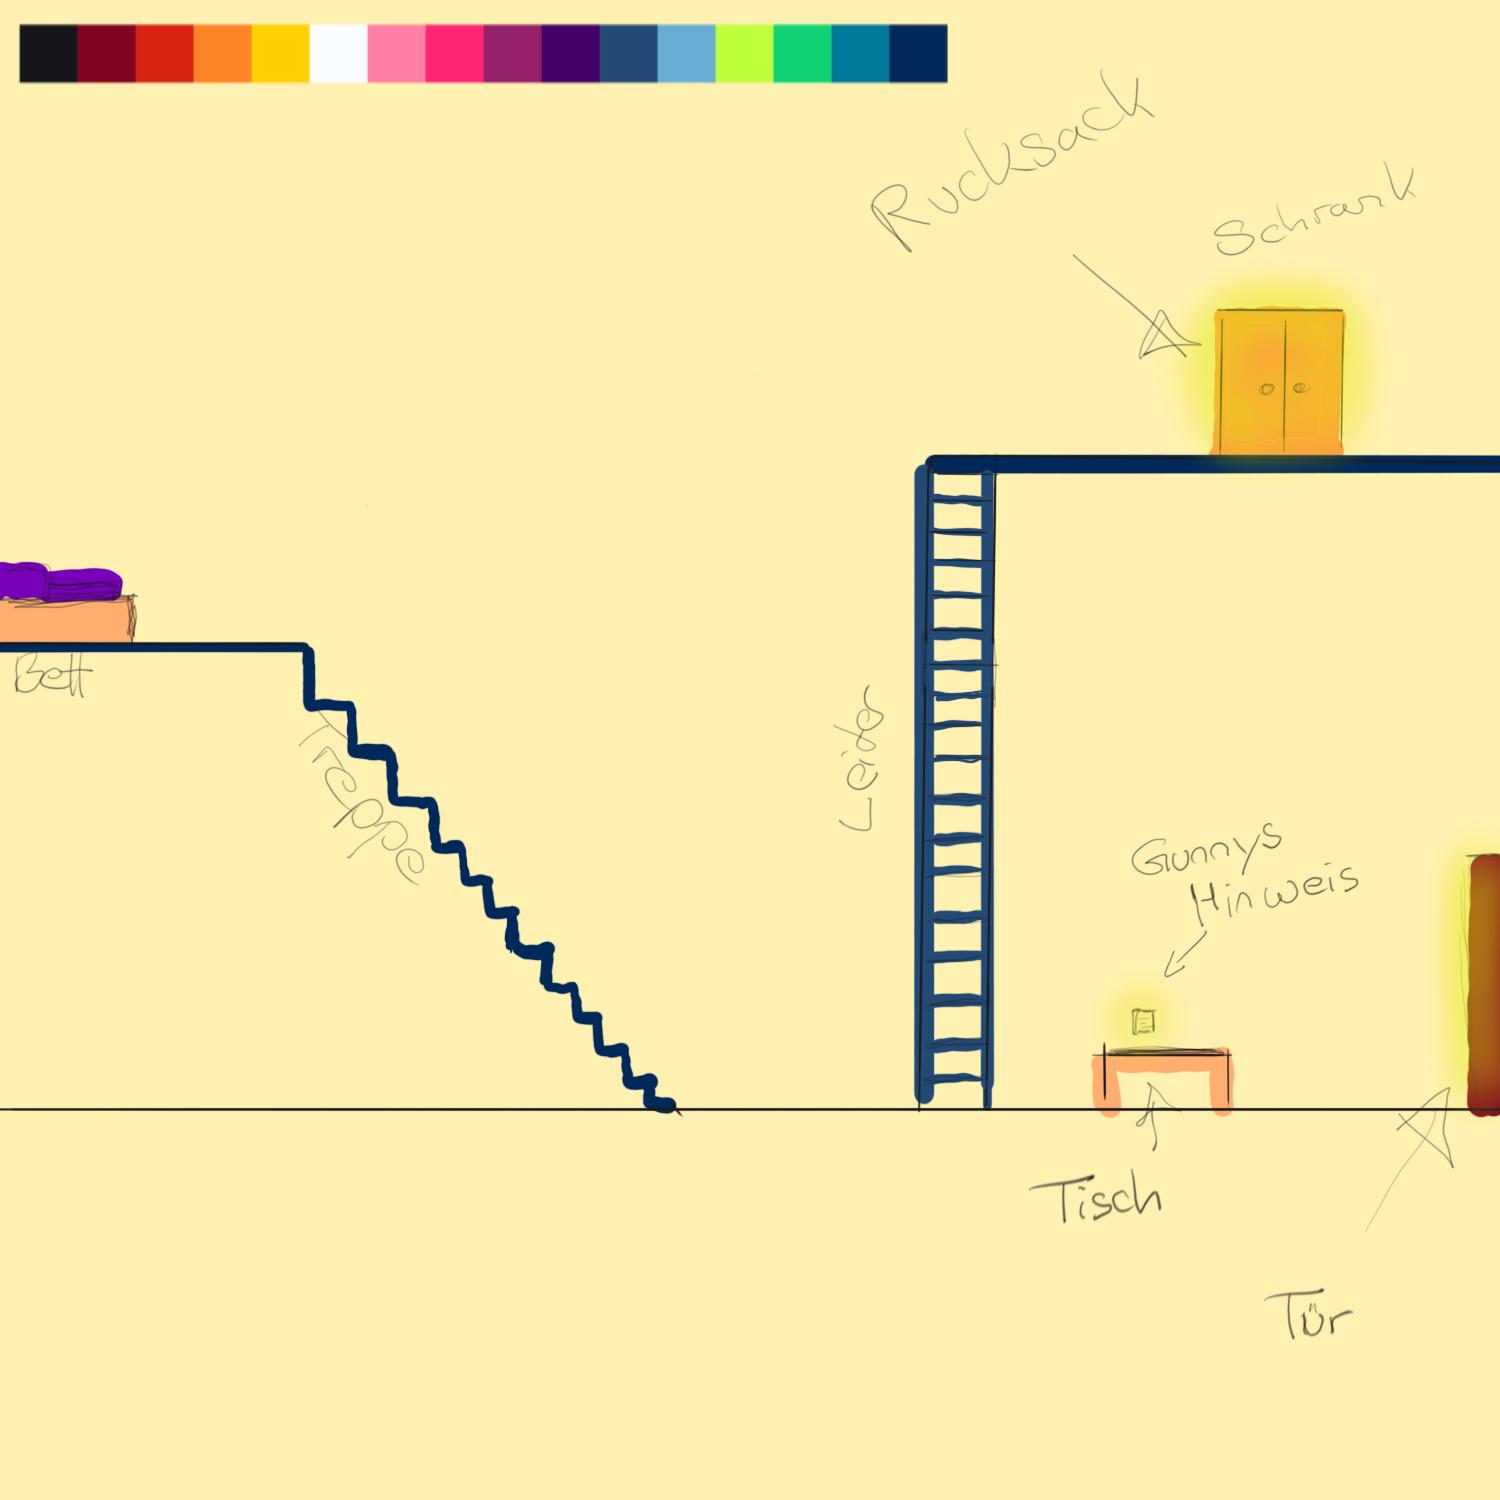 Rucksack
Schrank
Bett
Treppe
Leiter
Gunnys
Hinweis
Tisch
Tür